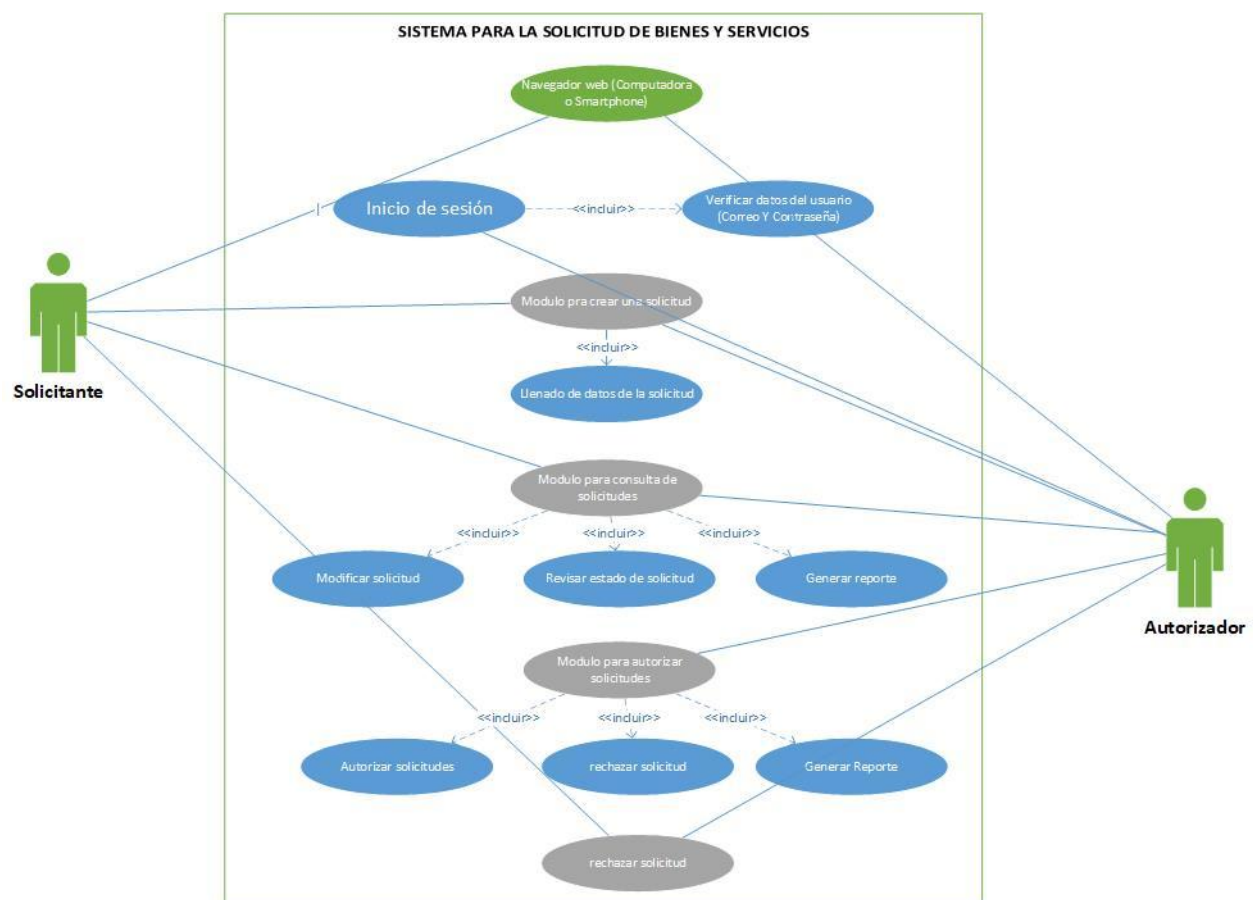 SISTEMA PARA LA SOLICITUD DE BIENES Y SERVICIOS
Navegador web (Computadora
o Smartphone)
Inicio de sesión
<<incluir>>
Verificar datos del usuario
(Correo Y Contraseña)
Modulo pra crear una solicitud
<<incluir>>
Llenado de datos de la solicitud
Solicitante
Modulo para consulta de
solicitudes
<<incluir>>
<<incluir>>
<<incluir>>
Modificar solicitud
Revisar estado de solicitud
Generar reporte
Autorizador
Modulo para autorizar
solicitudes
<<incluir>>
<<incluir>>
<<incluir>>
Autorizar solicitudes
rechazar solicitud
Generar Reporte
rechazar solicitud